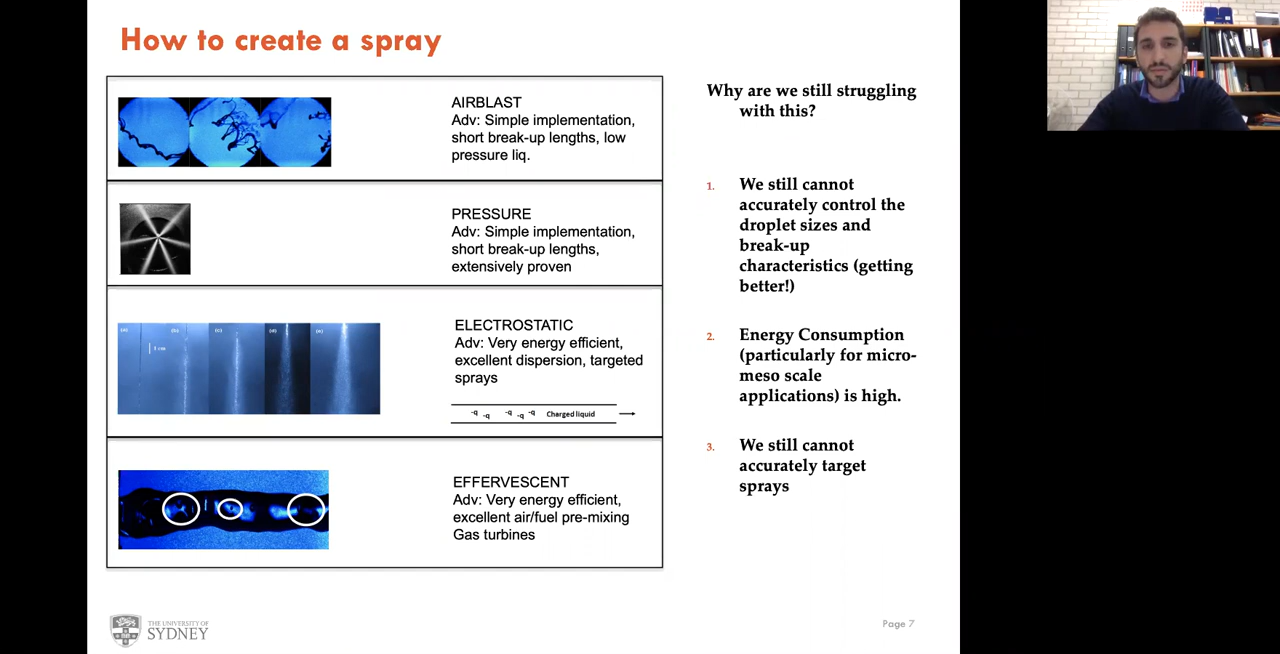 How to create a spray
AIRBLAST
Adv: Simple implementation,
short break-up lengths, low
pressure liq.
PRESSURE
Adv: Simple implementation,
short break-up lengths,
extensively proven
(a)
(b)
(c)
(d)
(e)
1 cm
ELECTROSTATIC
Adv: Very energy efficient,
excellent dispersion, targeted
sprays
-q -q -q -q -q Charged liquid
EFFERVESCENT
Adv: Very energy efficient,
excellent air/fuel pre-mixing
Gas turbines
Why are we still struggling
with this?
1. We still cannot
accurately control the
droplet sizes and
break-up
characteristics (getting
better!)
2. Energy Consumption
(particularly for micro-
meso scale
applications) is high.
3. We still cannot
accurately target
sprays
THE UNIVERSITY OF
SYDNEY
Page 7